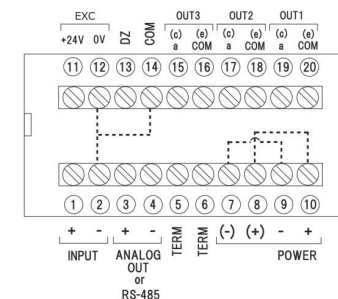 EXC OUT3 OUT2 OUT1
+24V 0V DZ COM (c) a (e) COM (c) a (e) COM (c) a (e) COM
11 12 13 14 15 16 17 18 19 20
1 2 3 4 5 6 7 8 9 10
+ - + - TERM TERM (-) (+) - +
INPUT ANALOG OUT or RS-485 POWER